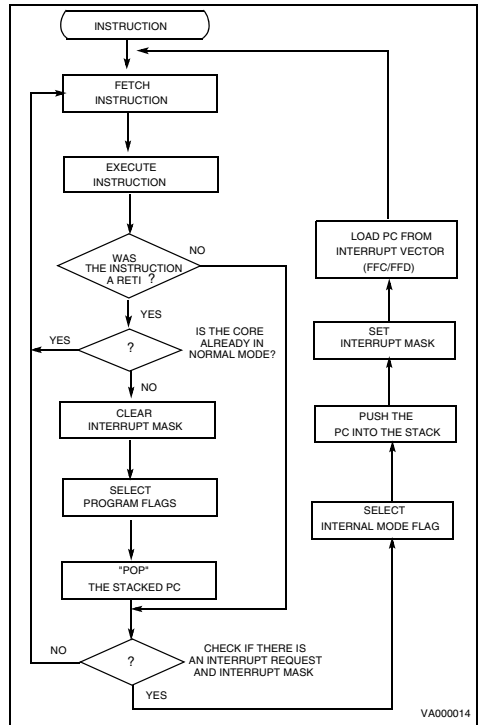 INSTRUCTION
FETCH
INSTRUCTION
EXECUTE
INSTRUCTION
WAS
THE INSTRUCTION
A RETI ?
NO
YES
?
IS THE CORE
ALREADY IN
NORMAL MODE?
YES
NO
CLEAR
INTERRUPT MASK
SELECT
PROGRAM FLAGS
"POP"
THE STACKED PC
?
CHECK IF THERE IS
AN INTERRUPT REQUEST
AND INTERRUPT MASK
NO
YES
SELECT
INTERNAL MODE FLAG
PUSH THE
PC INTO THE STACK
SET
INTERRUPT MASK
LOAD PC FROM
INTERRUPT VECTOR
(FFC/FFD)
VA000014